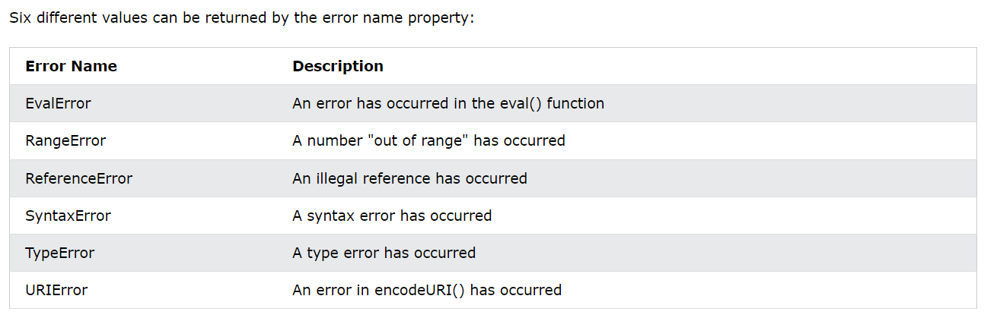 Six different values can be returned by the error name property:
Error Name Description
EvalError An error has occurred in the eval() function
RangeError A number "out of range" has occurred
ReferenceError An illegal reference has occurred
SyntaxError A syntax error has occurred
TypeError A type error has occurred
URIError An error in encodeURI() has occurred